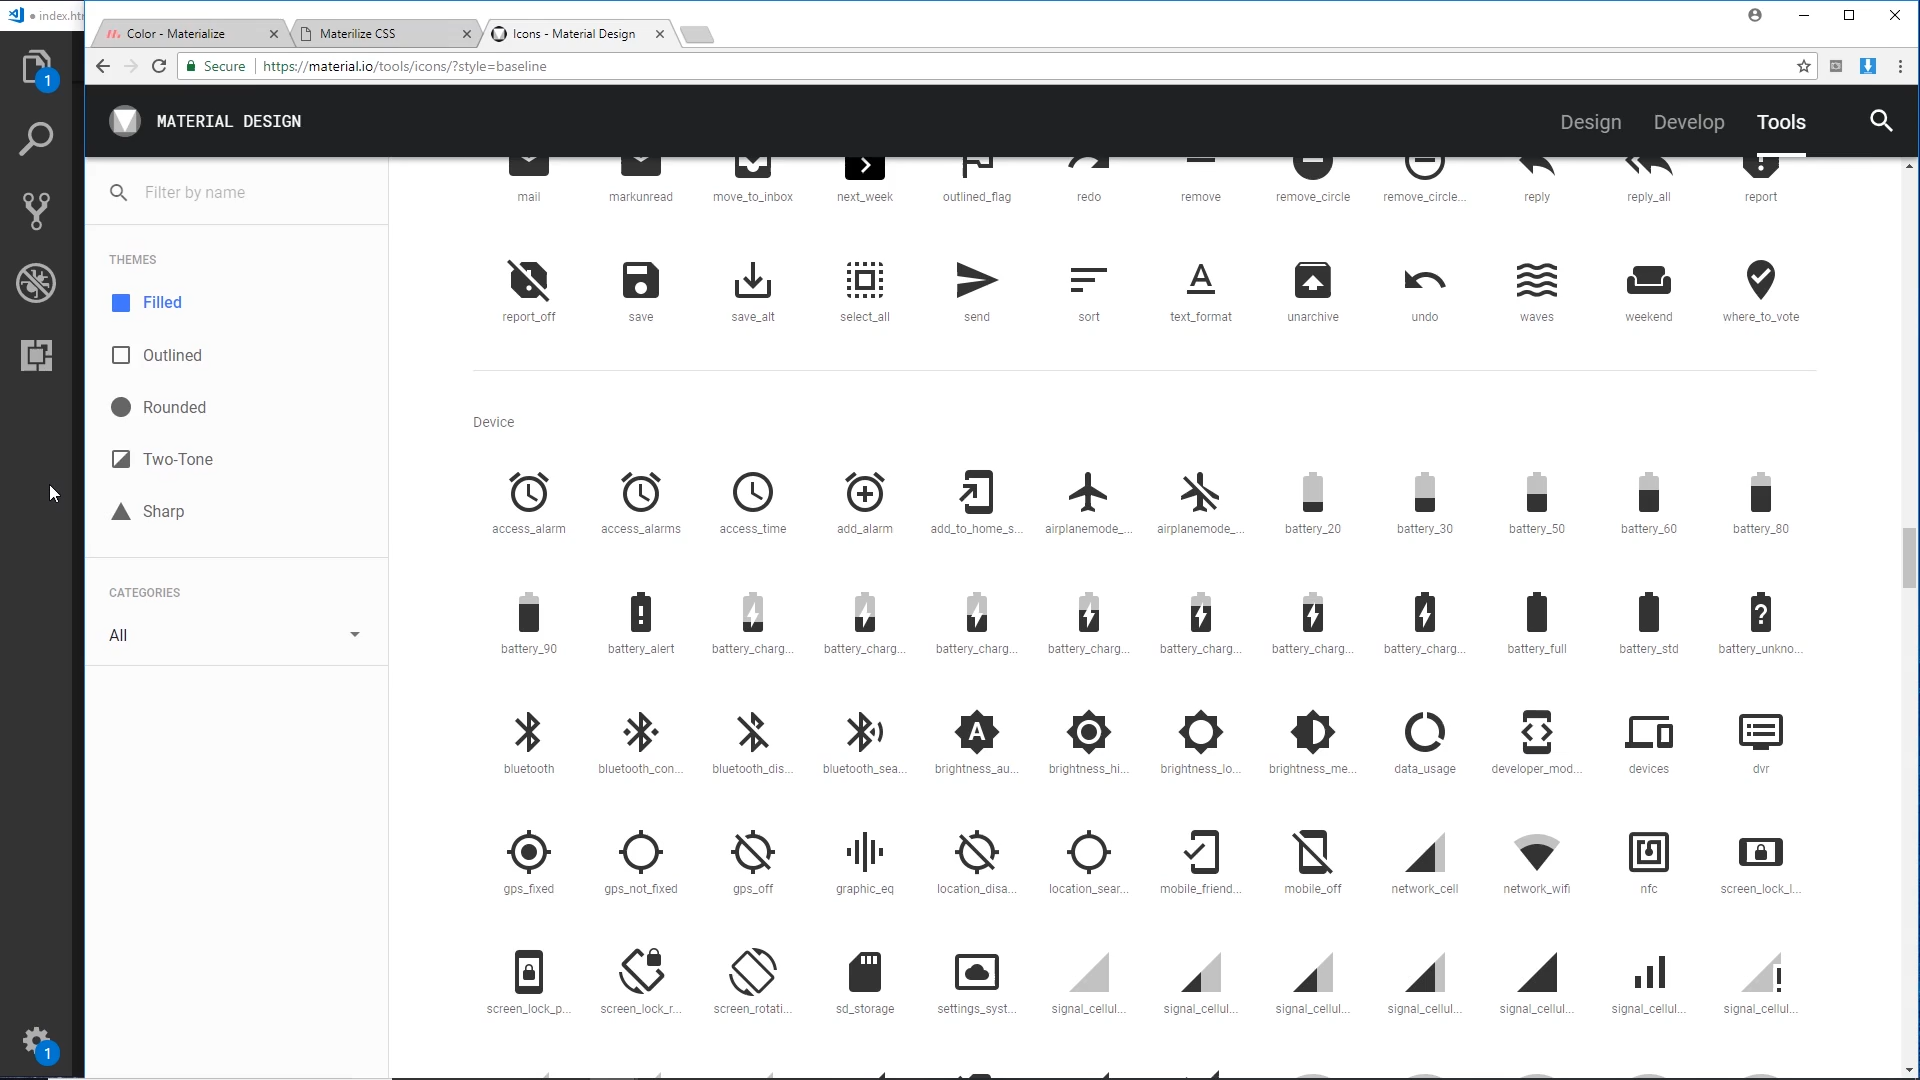 index.htr
Color - Materialize
Materilize CSS
Icons - Material Design
Secure
https://material.io/tools/icons/?style=baseline
MATERIAL DESIGN
Design
Develop
Tools
Filter by name
THEMES
Filled
Outlined
Rounded
Two-Tone
Sharp
CATEGORIES
All
mail markunread move_to_inbox next_week outlined_flag redo remove remove_circle remove_circle... reply reply_all report
report_off save save_alt select_all send sort text_format unarchive undo waves weekend where_to_vote
Device
access_alarm access_alarms access_time add_alarm add_to_home_s... airplanemode_... airplanemode_... battery_20 battery_30 battery_50 battery_60 battery_80
battery_90 battery_alert battery_charg... battery_charg... battery_charg... battery_charg... battery_charg... battery_charg... battery_charg... battery_full battery_std battery_unkno...
bluetooth bluetooth_con... bluetooth_dis... bluetooth_sea... brightness_au... brightness_hi... brightness_lo... brightness_me... data_usage developer_mod... devices dvr
gps_fixed gps_not_fixed gps_off graphic_eq location_disa... location_sear... mobile_friend... mobile_off network_cell network_wifi nfc screen_lock_l...
screen_lock_p... screen_lock_r... screen_rotati... sd_storage settings_syst... signal_cellul... signal_cellul... signal_cellul... signal_cellul... signal_cellul... signal_cellul... signal_cellul...
1
1